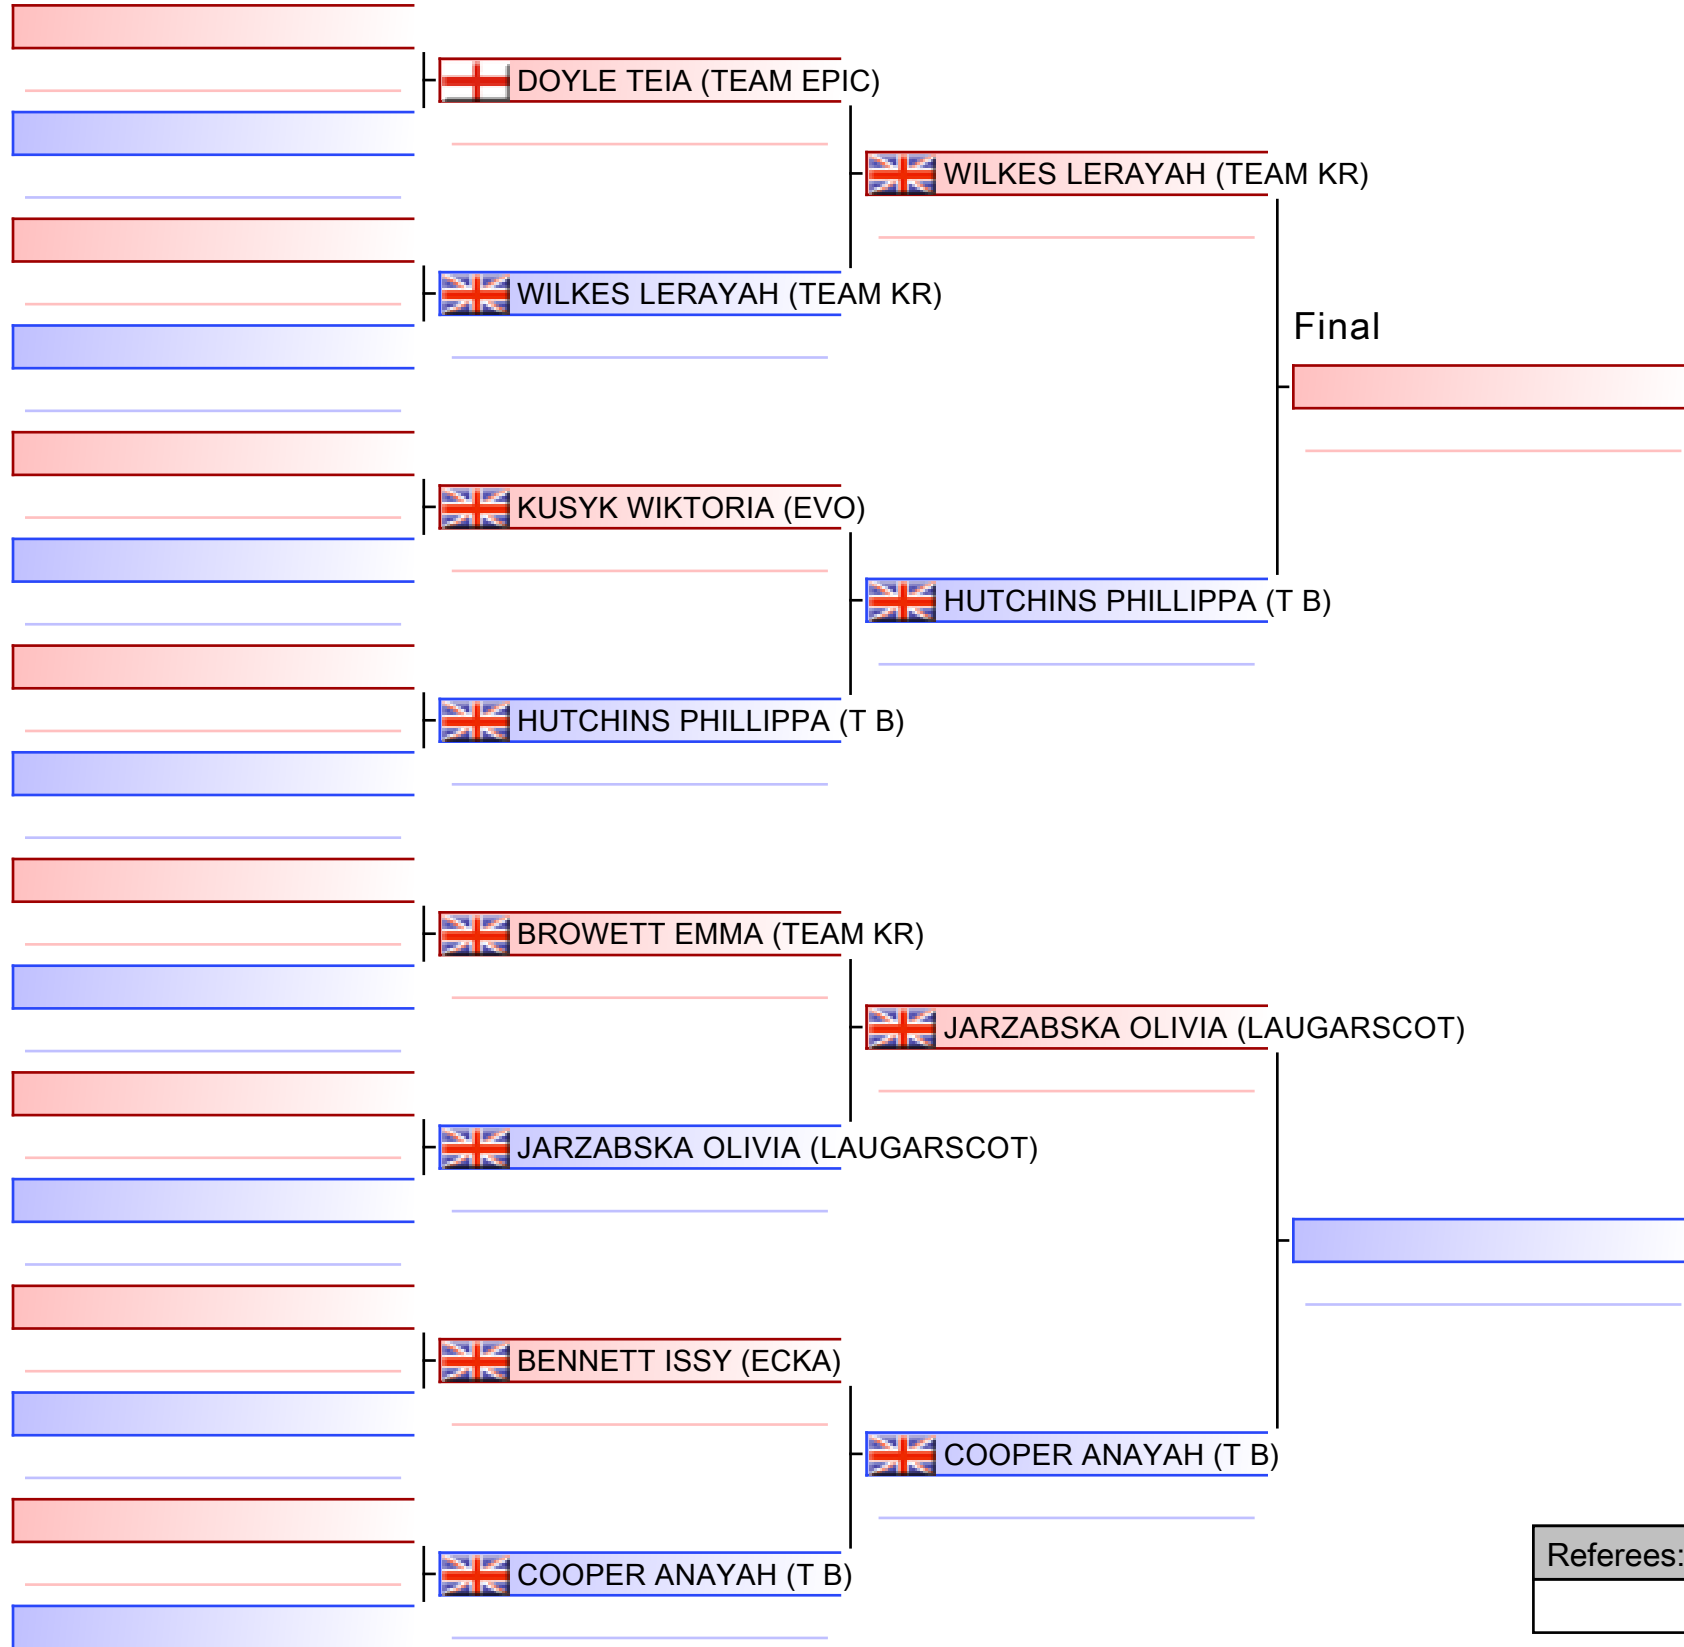 DOYLE TEIA (TEAM EPIC)
WILKES LERAYAH (TEAM KR)
WILKES LERAYAH (TEAM KR)
Final
KUSYK WIKTORIA (EVO)
HUTCHINS PHILLIPPA (T B)
HUTCHINS PHILLIPPA (T B)
BROWETT EMMA (TEAM KR)
JARZABSKA OLIVIA (LAUGARSCOT)
JARZABSKA OLIVIA (LAUGARSCOT)
BENNETT ISSY (ECKA)
COOPER ANAYAH (T B)
Referees:
COOPER ANAYAH (T B)